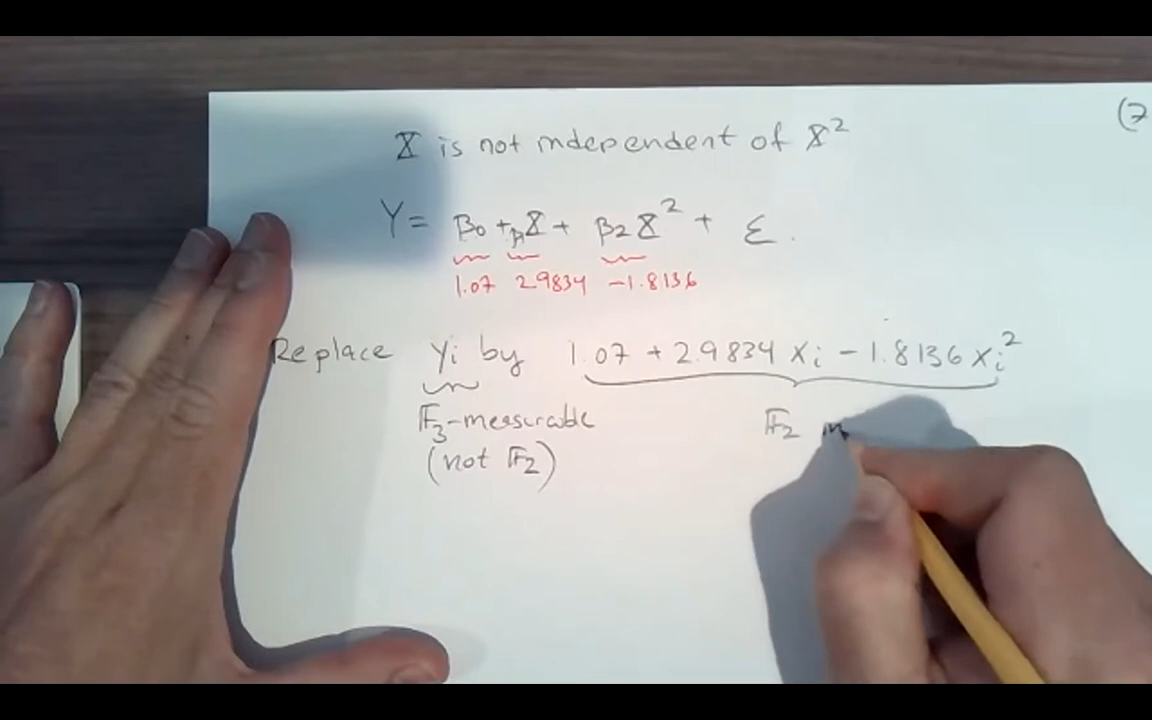 (7
X is not independent of X²
Y = β₀ + β₁X + β₂X² + ε.
1.07 2.9834 -1.8136
Replace Yi by 1.07 + 2.9834 xᵢ - 1.8136 xᵢ²
𝔽₃-measurable 𝔽₂ m
(not 𝔽₂)